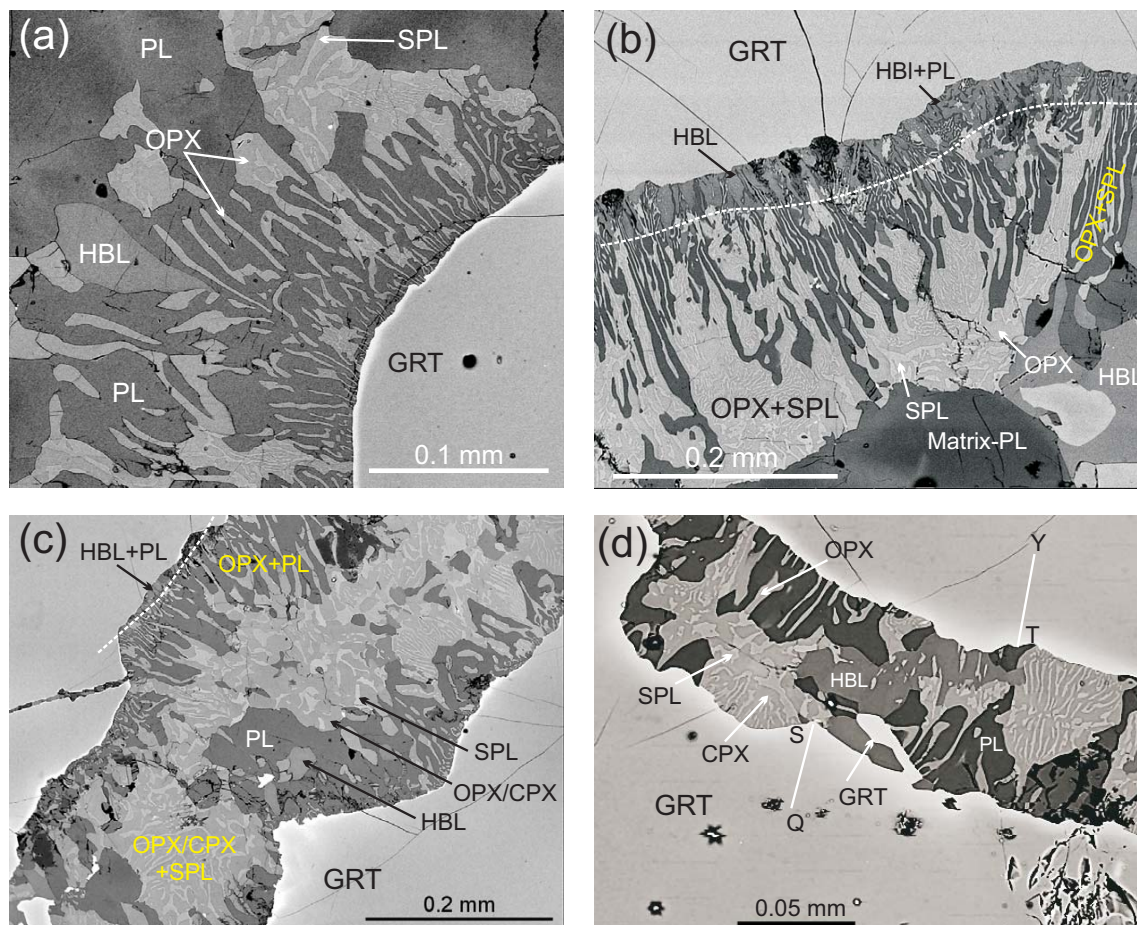 (a)
PL
SPL
OPX
HBL
PL
GRT
0.1 mm
(b)
GRT
HBl+PL
HBL
OPX+SPL
OPX
HBL
OPX+SPL
SPL
Matrix-PL
0.2 mm
(c)
HBL+PL
OPX+PL
PL
SPL
OPX/CPX
HBL
OPX/CPX
+SPL
GRT
0.2 mm
(d)
OPX
Y
T
HBL
SPL
CPX
S
PL
GRT
GRT
Q
0.05 mm